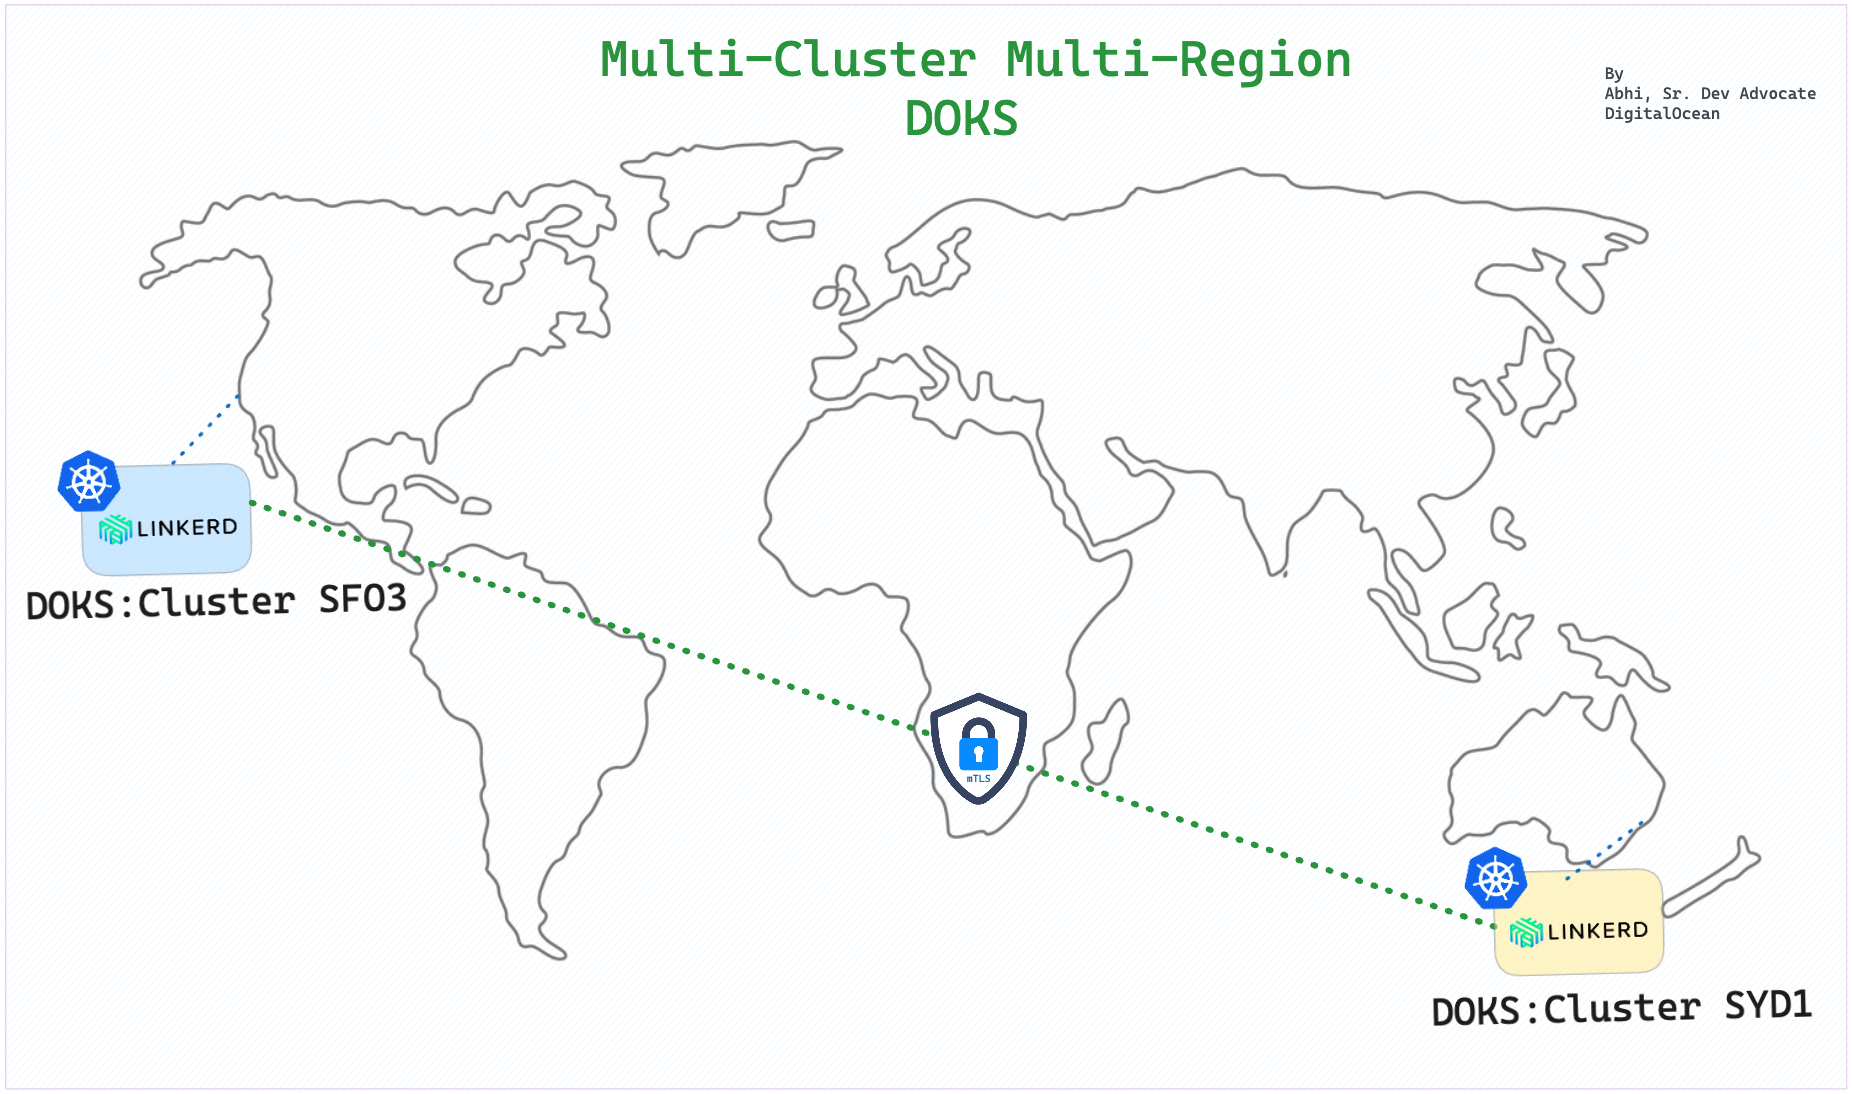 Multi-Cluster Multi-Region
DOKS
By
Abhi, Sr. Dev Advocate
DigitalOcean
LINKERD
DOKS:Cluster SFO3
mTLS
LINKERD
DOKS:Cluster SYD1